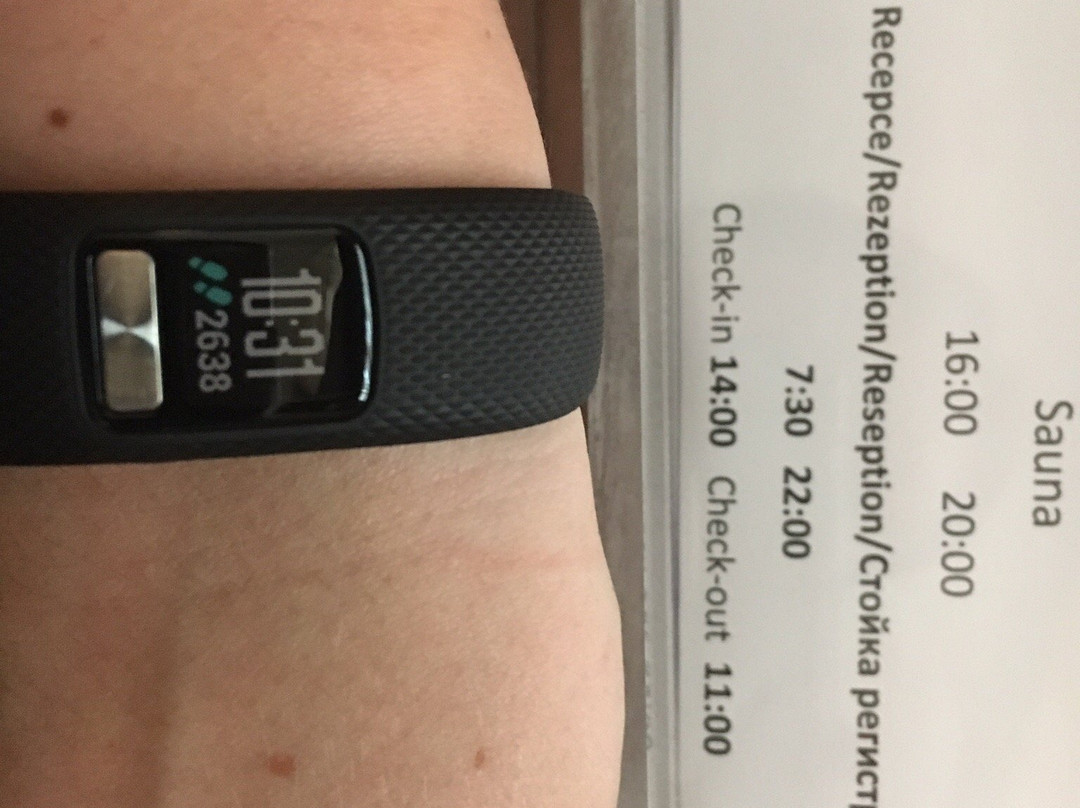 Sauna
16:00 20:00
Recepce/Rezeption/Reseption/Стойка регист
7:30 22:00
Check-in 14:00 Check-out 11:00
10:31
2638